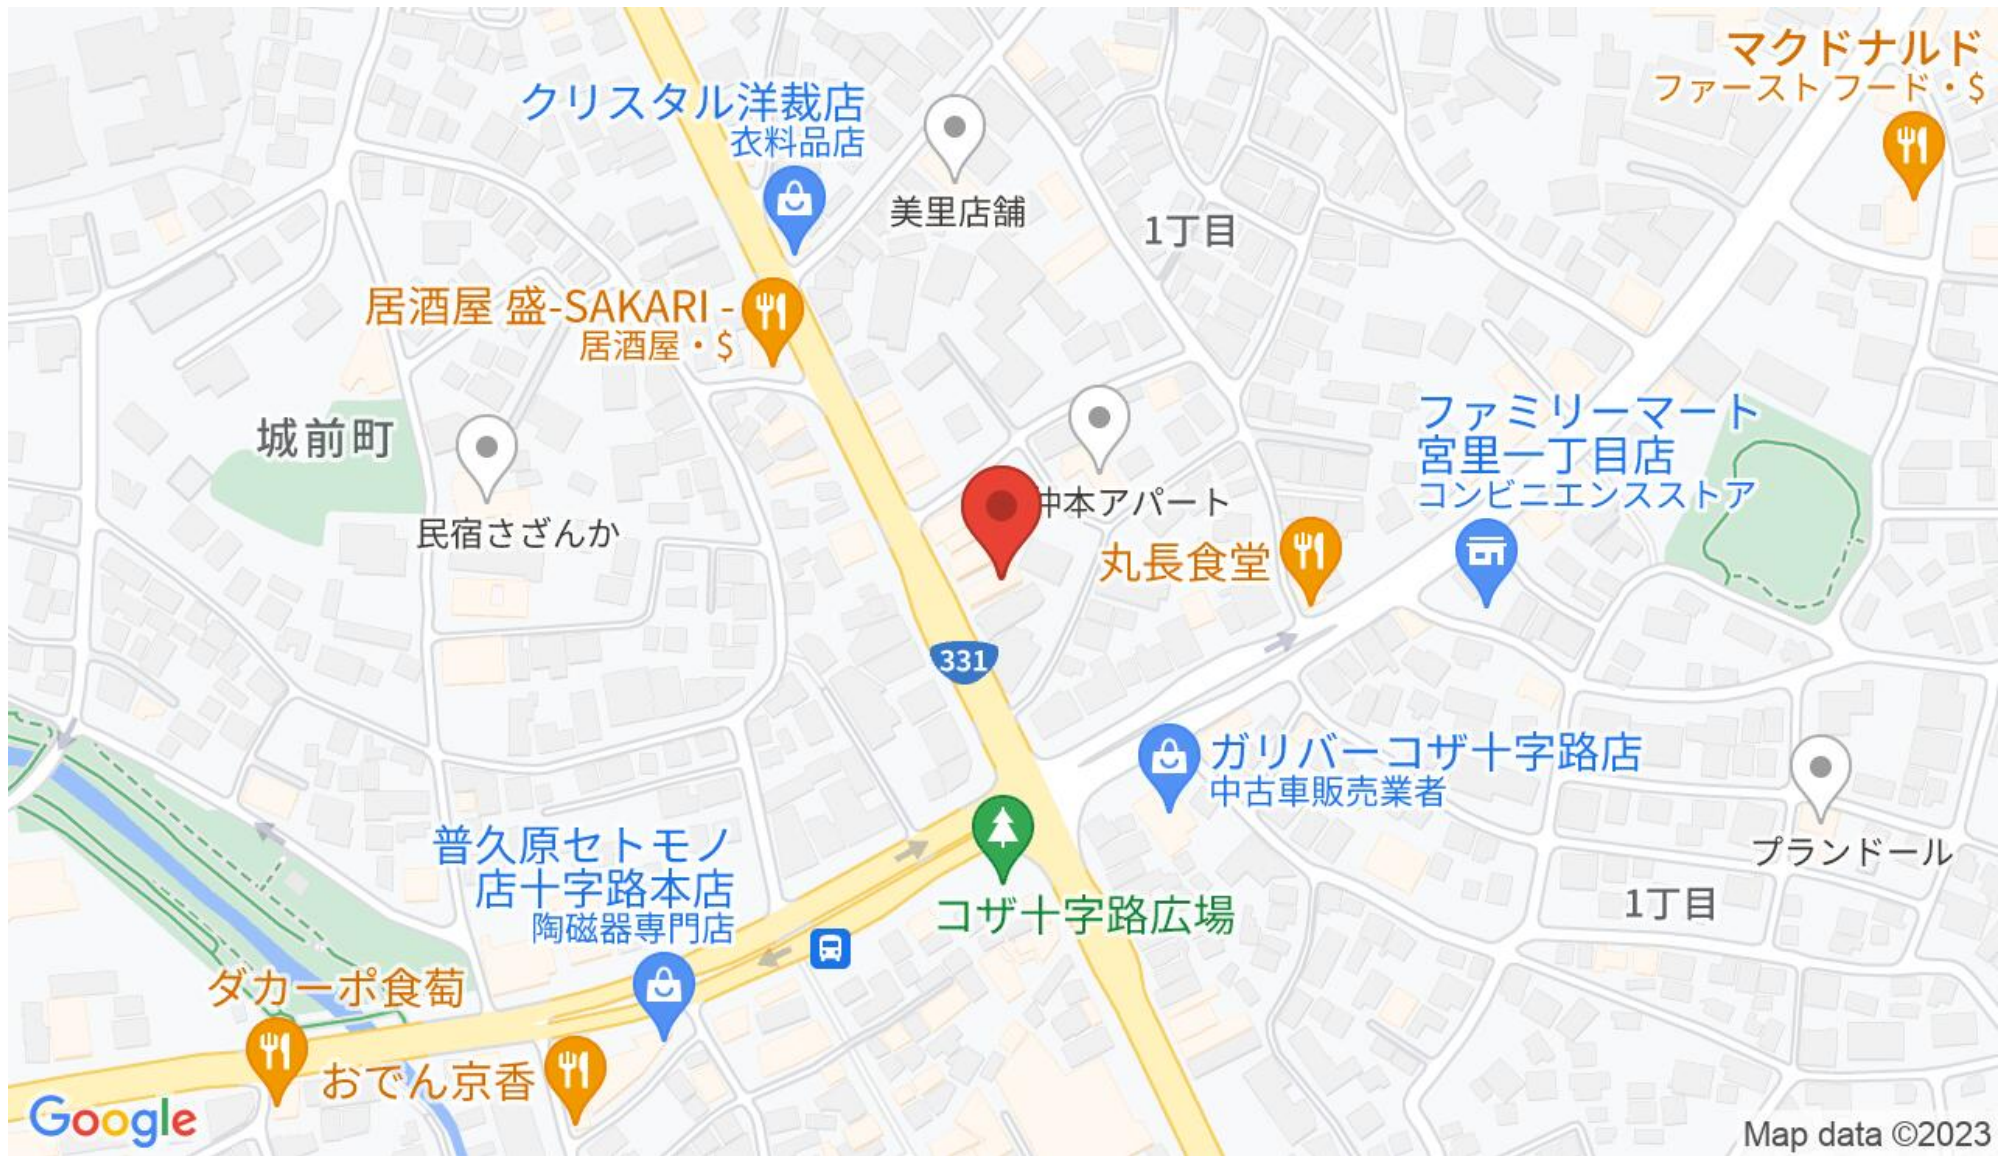 マクドナルド
ファースト フード・$
クリスタル洋裁店
衣料品店
美里店舗
1丁目
居酒屋 盛-SAKARI -
居酒屋・$
城前町
ファミリーマート
宮里一丁目店
コンビニエンスストア
民宿さざんか
仲本アパート
丸長食堂
331
ガリバーコザ十字路店
中古車販売業者
普久原セトモノ
店十字路本店
陶磁器専門店
プランドール
1丁目
コザ十字路広場
ダカーポ食萄
おでん京香
Google
Map data ©2023